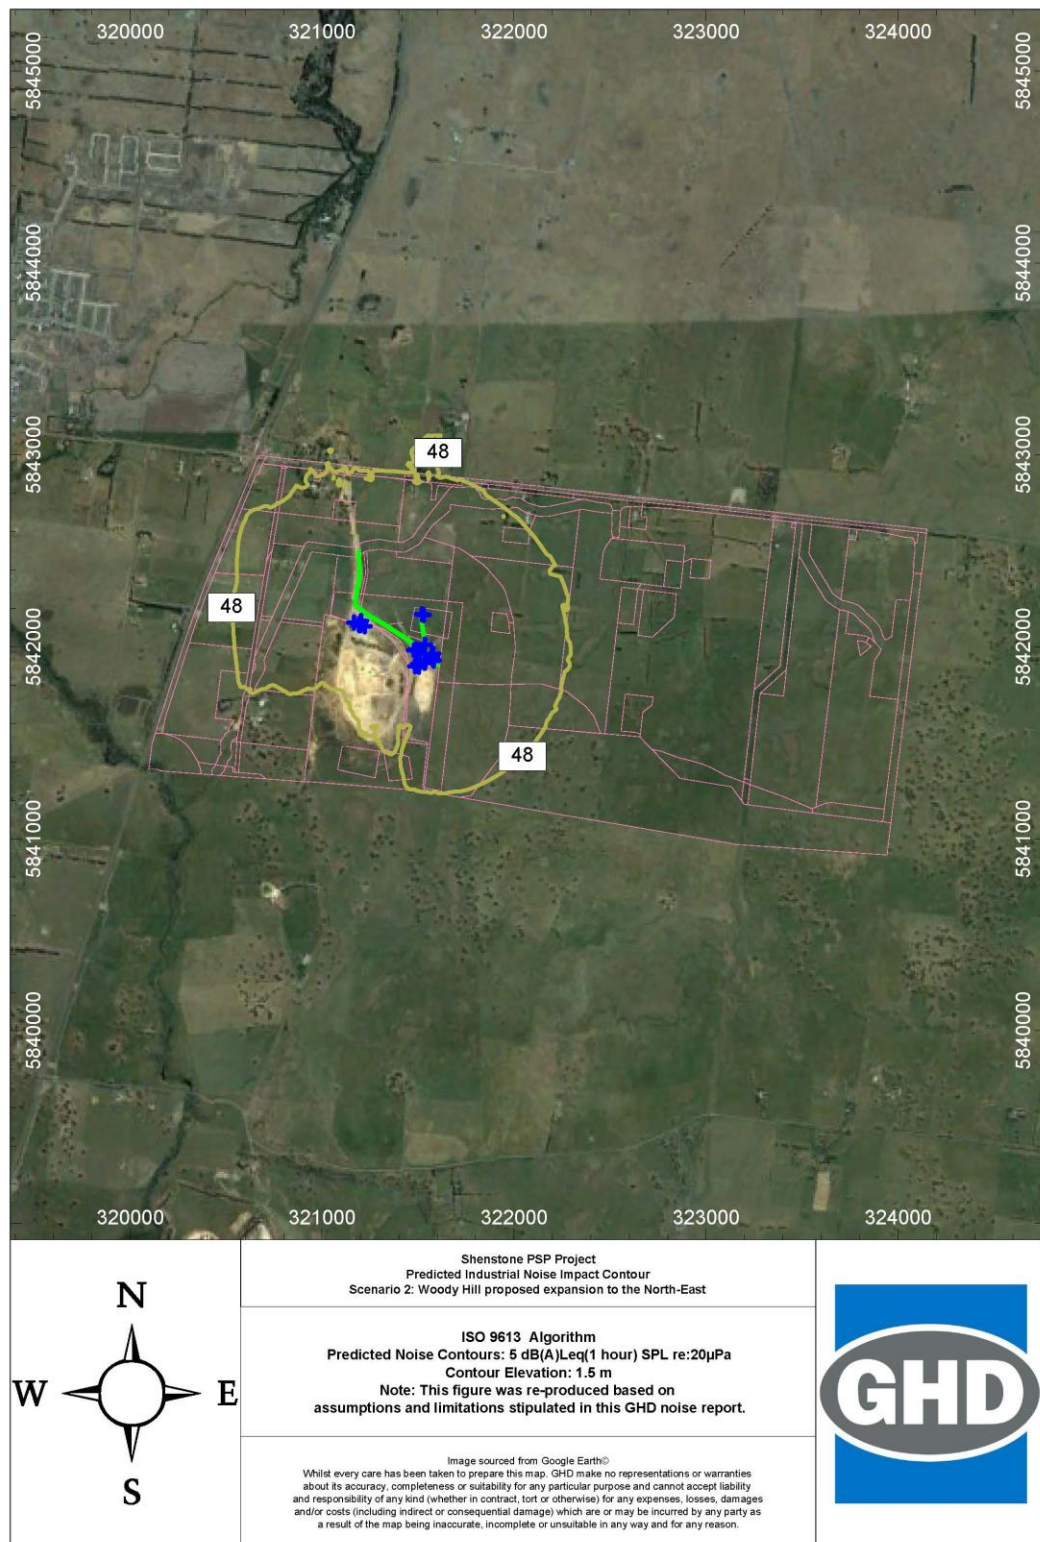 320000 321000 322000 323000 324000
5845000 5845000
5844000 5844000
5843000 5843000
48
48
5842000 5842000
48
5841000 5841000
5840000 5840000
320000 321000 322000 323000 324000
N
W E
S
Shenstone PSP Project
Predicted Industrial Noise Impact Contour
Scenario 2: Woody Hill proposed expansion to the North-East
ISO 9613 Algorithm
Predicted Noise Contours: 5 dB(A)Leq(1 hour) SPL re:20µPa
Contour Elevation: 1.5 m
Note: This figure was re-produced based on
assumptions and limitations stipulated in this GHD noise report.
Image sourced from Google Earth©
Whilst every care has been taken to prepare this map. GHD make no representations or warranties
about its accuracy, completeness or suitability for any particular purpose and cannot accept liability
and responsibility of any kind (whether in contract, tort or otherwise) for any expenses, losses, damages
and/or costs (including indirect or consequential damage) which are or may be incurred by any party as
a result of the map being inaccurate, incomplete or unsuitable in any way and for any reason.
GHD